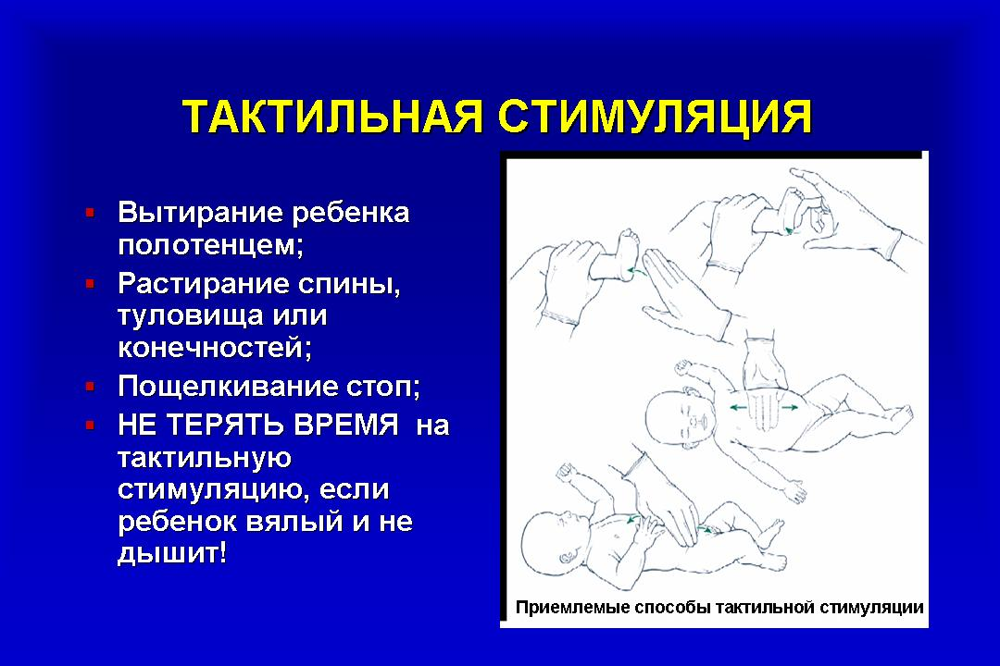 ТАКТИЛЬНАЯ СТИМУЛЯЦИЯ
Вытирание ребенка
полотенцем;
Растирание спины,
туловища или
конечностей;
Пощелкивание стоп;
НЕ ТЕРЯТЬ ВРЕМЯ на
тактильную
стимуляцию, если
ребенок вялый и не
дышит!
Приемлемые способы тактильной стимуляции